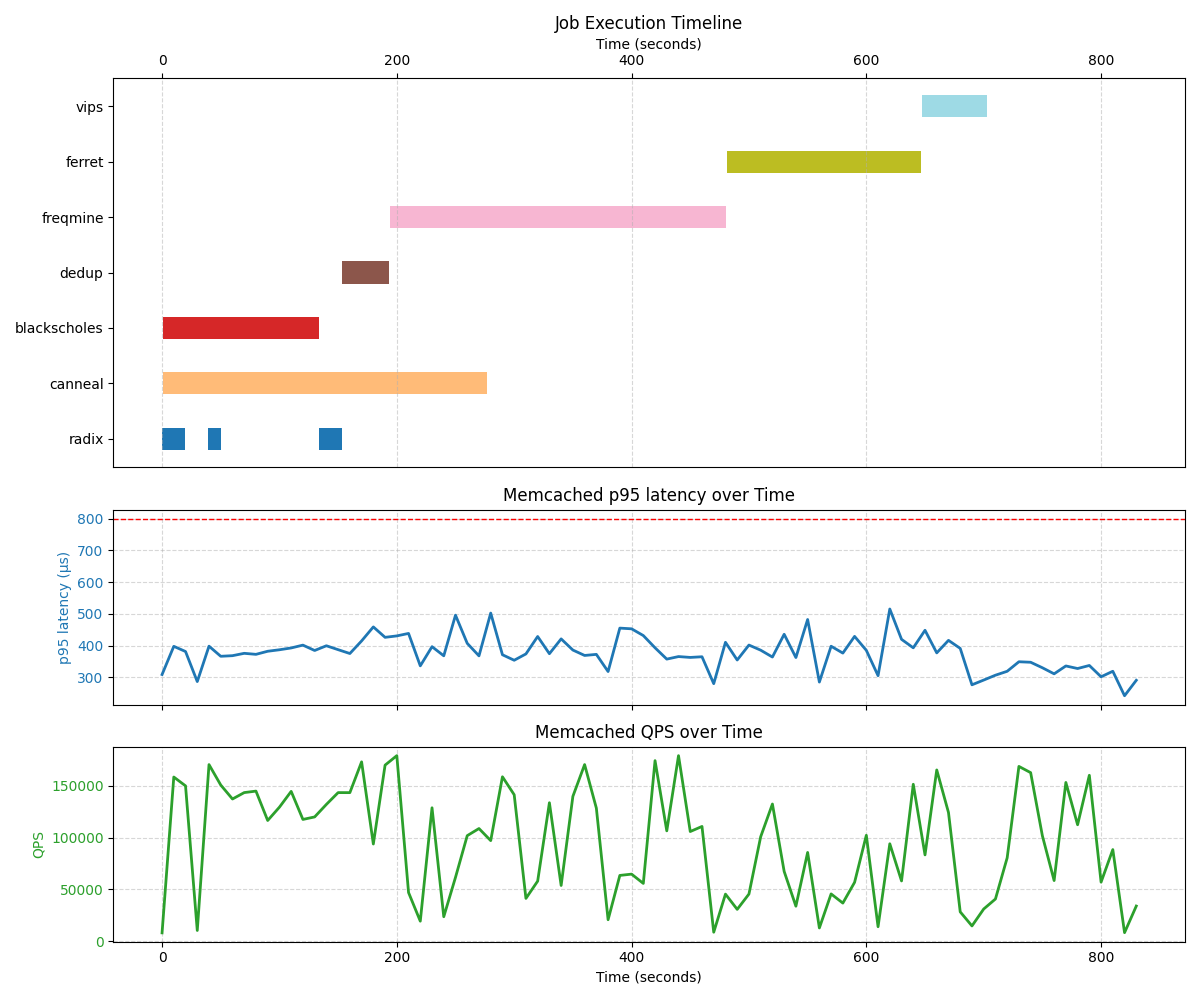 Job Execution Timeline
Time (seconds)
0 200 400 600 800
vips
ferret
freqmine
dedup
blackscholes
canneal
radix
Memcached p95 latency over Time
800
700
600
500
400
300
p95 latency (µs)
Memcached QPS over Time
150000
100000
50000
0
QPS
0 200 400 600 800
Time (seconds)